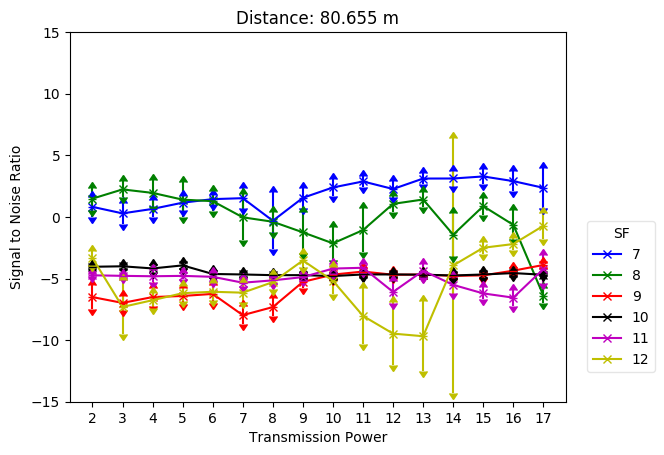 Distance: 80.655 m
15
10
5
0
−5
−10
−15
Signal to Noise Ratio
2 3 4 5 6 7 8 9 10 11 12 13 14 15 16 17
Transmission Power
SF
7
8
9
10
11
12